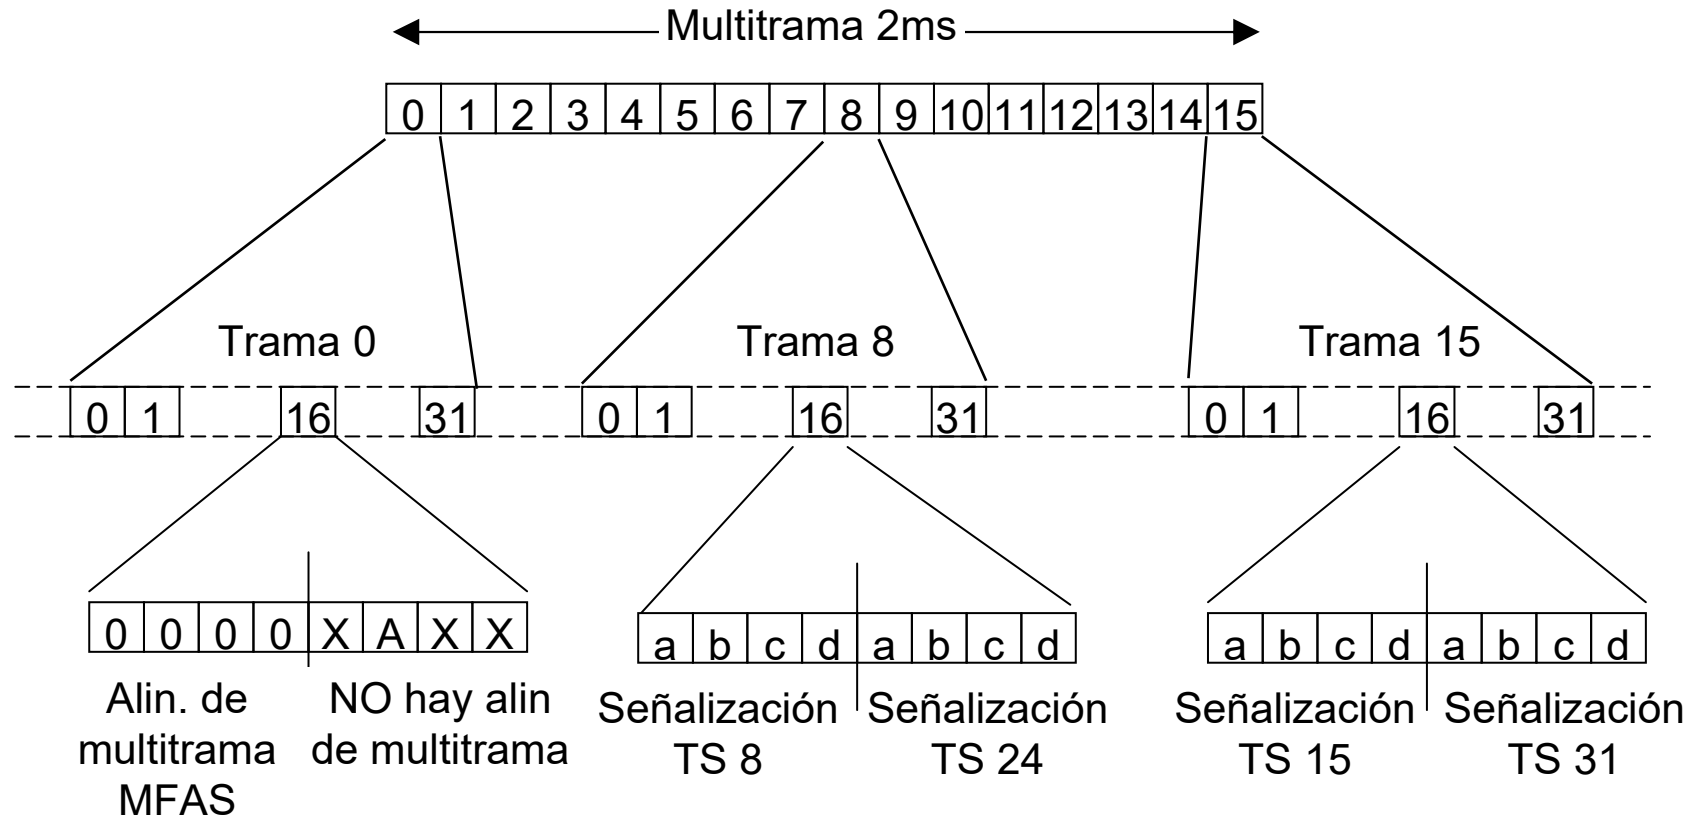 Multitrama 2ms
0 1 2 3 4 5 6 7 8 9 10 11 12 13 14 15
Trama 0 Trama 8 Trama 15
0 1 16 31 0 1 16 31 0 1 16 31
0 0 0 0 X A X X
a b c d a b c d
a b c d a b c d
Alin. de
multitrama
MFAS
NO hay alin
de multitrama
Señalización
TS 8
Señalización
TS 24
Señalización
TS 15
Señalización
TS 31